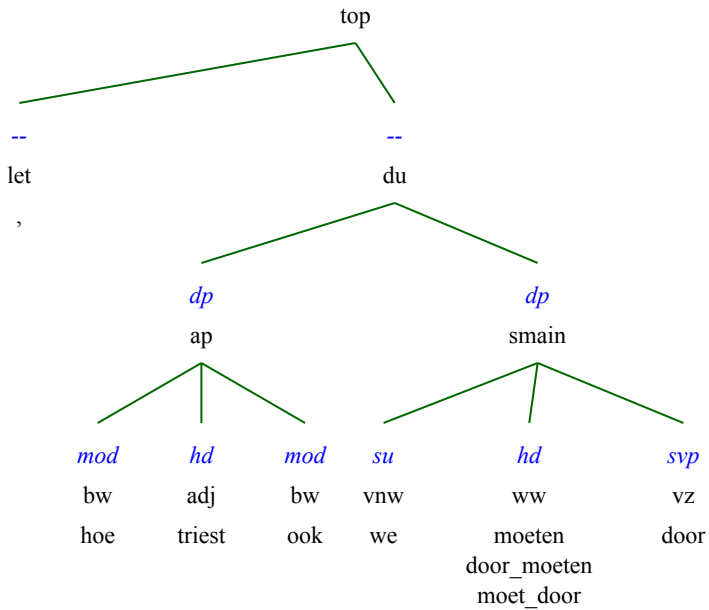 top
-- --
let du
,
dp dp
ap smain
mod hd mod su hd svp
bw adj bw vnw ww vz
hoe triest ook we moeten door
door_moeten
moet_door